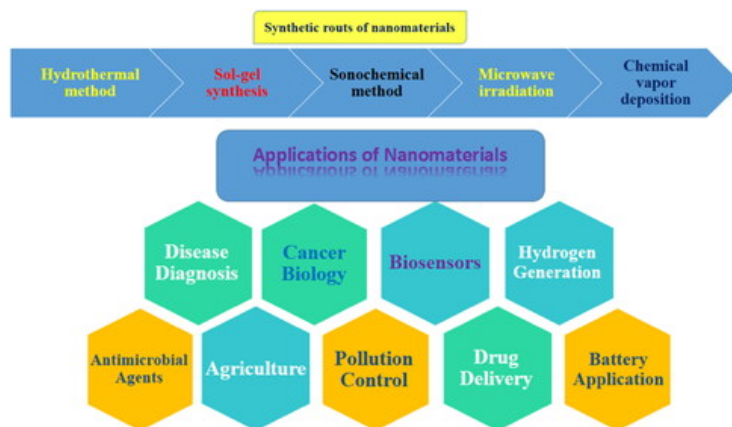 Synthetic routs of nanomaterials
Hydrothermal
method
Sol-gel
synthesis
Sonochemical
method
Microwave
irradiation
Chemical
vapor
deposition
Applications of Nanomaterials
Disease
Diagnosis
Cancer
Biology
Biosensors
Hydrogen
Generation
Antimicrobial
Agents
Agriculture
Pollution
Control
Drug
Delivery
Battery
Application